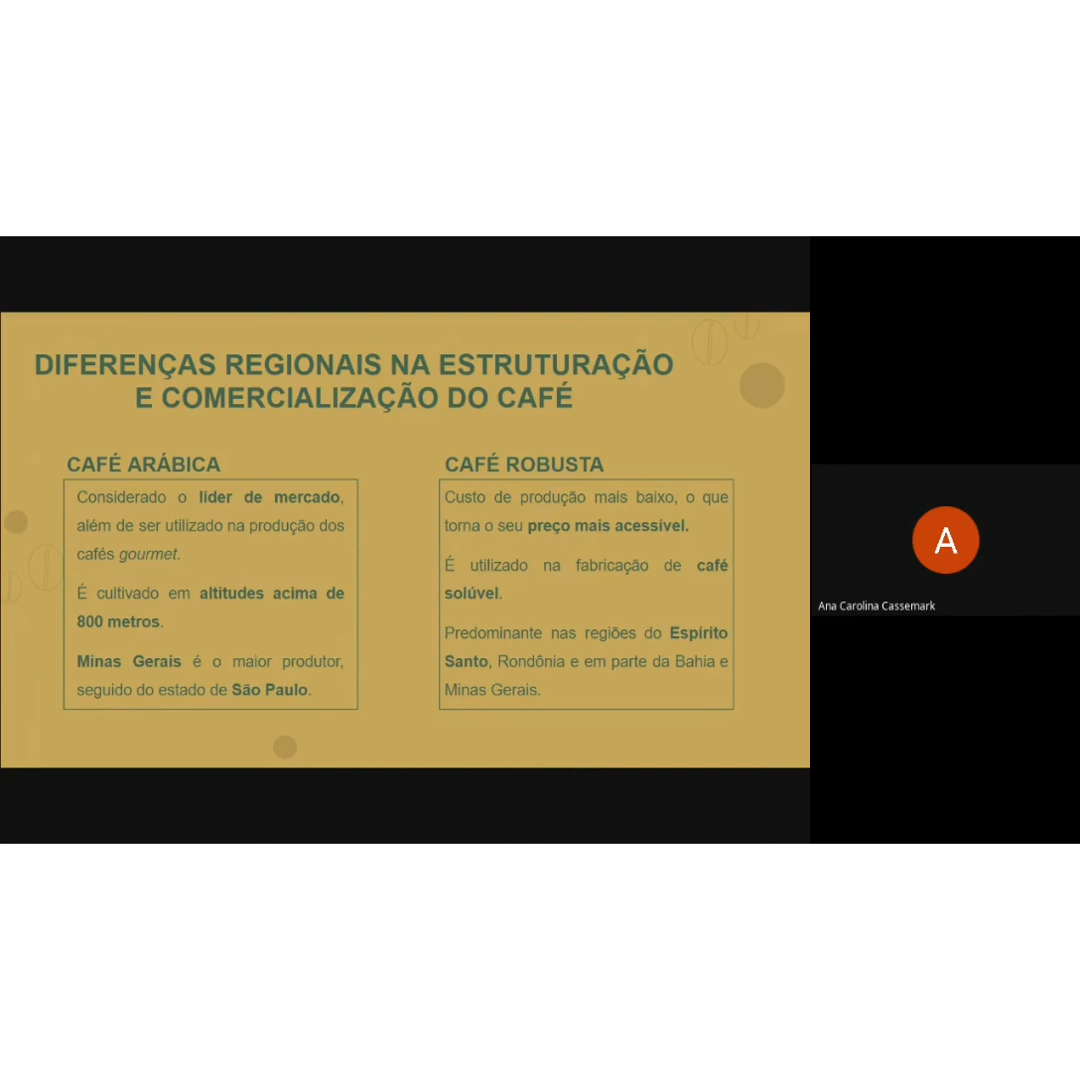 DIFERENÇAS REGIONAIS NA ESTRUTURAÇÃO
E COMERCIALIZAÇÃO DO CAFÉ
CAFÉ ARÁBICA
Considerado o líder de mercado,
além de ser utilizado na produção dos
cafés gourmet.
É cultivado em altitudes acima de
800 metros.
Minas Gerais é o maior produtor,
seguido do estado de São Paulo.
CAFÉ ROBUSTA
Custo de produção mais baixo, o que
torna o seu preço mais acessível.
É utilizado na fabricação de café
solúvel.
Predominante nas regiões do Espírito
Santo, Rondônia e em parte da Bahia e
Minas Gerais.
A
Ana Carolina Cassemark